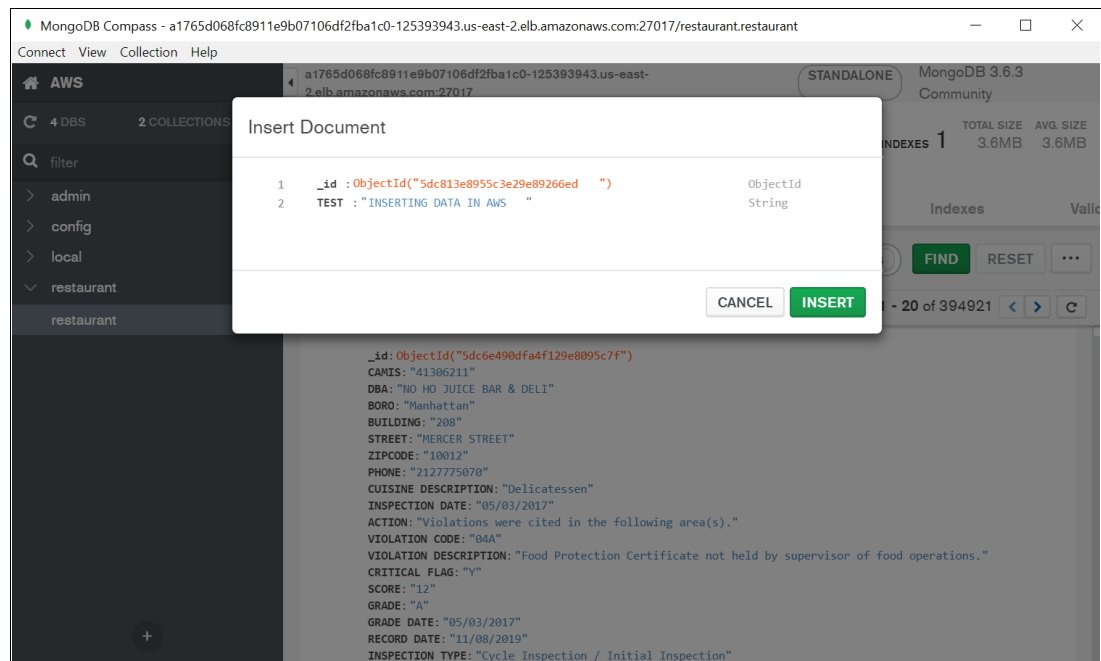 MongoDB Compass - a1765d068fc8911e9b07106df2fba1c0-125393943.us-east-2.elb.amazonaws.com:27017/restaurant.restaurant
Connect View Collection Help
AWS
a1765d068fc8911e9b07106df2fba1c0-125393943.us-east-
2.elb.amazonaws.com:27017
STANDALONE
MongoDB 3.6.3
Community
4 DBS 2 COLLECTIONS
filter
admin
config
local
restaurant
restaurant
INDEXES 1
TOTAL SIZE AVG. SIZE
3.6MB 3.6MB
Indexes
FIND RESET ...
- 20 of 394921
Insert Document
1 _id : ObjectId("5dc813e8955c3e29e89266ed ") ObjectId
2 TEST : "INSERTING DATA IN AWS " String
CANCEL INSERT
_id: ObjectId("5dc6e490dfa4f129e8095c7f")
CAMIS: "41306211"
DBA: "NO HO JUICE BAR & DELI"
BORO: "Manhattan"
BUILDING: "208"
STREET: "MERCER STREET"
ZIPCODE: "10012"
PHONE: "2127775070"
CUISINE DESCRIPTION: "Delicatessen"
INSPECTION DATE: "05/03/2017"
ACTION: "Violations were cited in the following area(s)."
VIOLATION CODE: "04A"
VIOLATION DESCRIPTION: "Food Protection Certificate not held by supervisor of food operations."
CRITICAL FLAG: "Y"
SCORE: "12"
GRADE: "A"
GRADE DATE: "05/03/2017"
RECORD DATE: "11/08/2019"
INSPECTION TYPE: "Cycle Inspection / Initial Inspection"